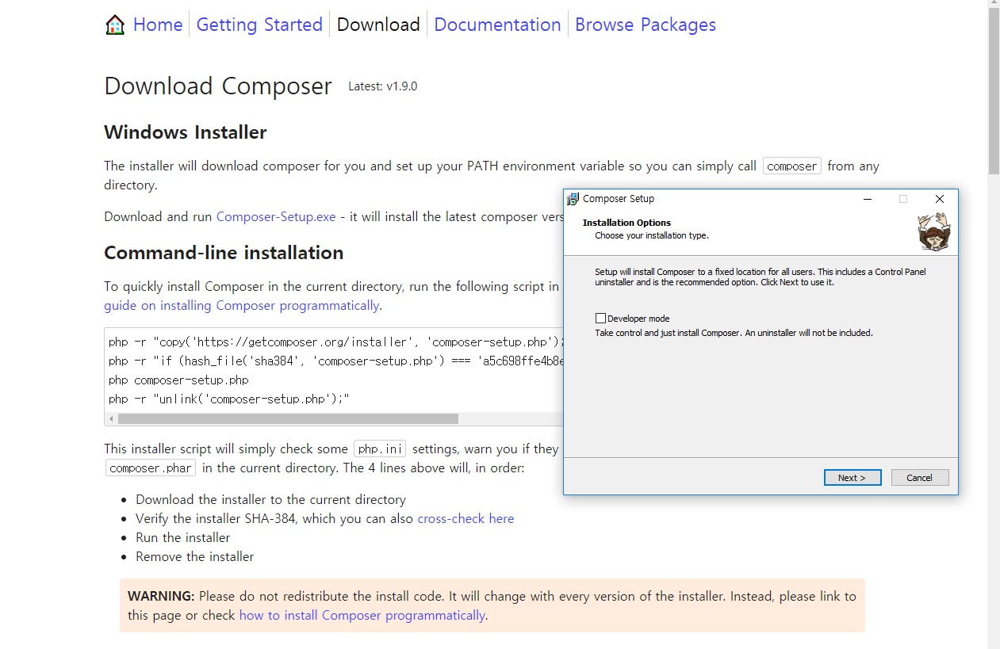 Home Getting Started Download Documentation Browse Packages
Download Composer Latest: v1.9.0
Windows Installer
The installer will download composer for you and set up your PATH environment variable so you can simply call composer from any
directory.
Download and run Composer-Setup.exe - it will install the latest composer vers
Command-line installation
To quickly install Composer in the current directory, run the following script in
guide on installing Composer programmatically.
php -r "copy('https://getcomposer.org/installer', 'composer-setup.php');
php -r "if (hash_file('sha384', 'composer-setup.php') === 'a5c698ffe4b8e
php composer-setup.php
php -r "unlink('composer-setup.php');"
This installer script will simply check some php.ini settings, warn you if they
composer.phar in the current directory. The 4 lines above will, in order:
Download the installer to the current directory
Verify the installer SHA-384, which you can also cross-check here
Run the installer
Remove the installer
WARNING: Please do not redistribute the install code. It will change with every version of the installer. Instead, please link to
this page or check how to install Composer programmatically.
Composer Setup
Installation Options
Choose your installation type.
Setup will install Composer to a fixed location for all users. This includes a Control Panel
uninstaller and is the recommended option. Click Next to use it.
Developer mode
Take control and just install Composer. An uninstaller will not be included.
Next > Cancel